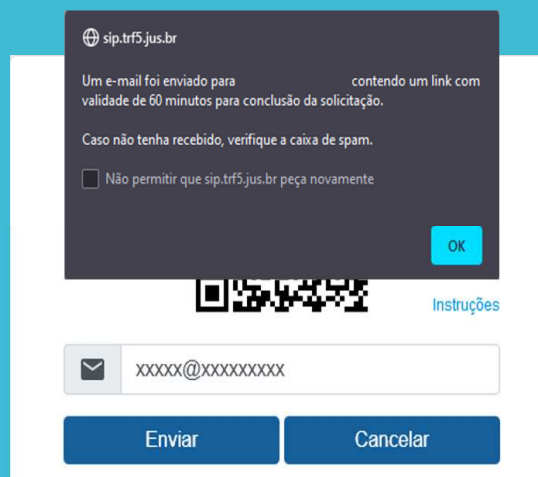 sip.trf5.jus.br
Um e-mail foi enviado para contendo um link com
validade de 60 minutos para conclusão da solicitação.
Caso não tenha recebido, verifique a caixa de spam.
Não permitir que sip.trf5.jus.br peça novamente
OK
Instruções
xxxxx@xxxxxxxxx
Enviar Cancelar